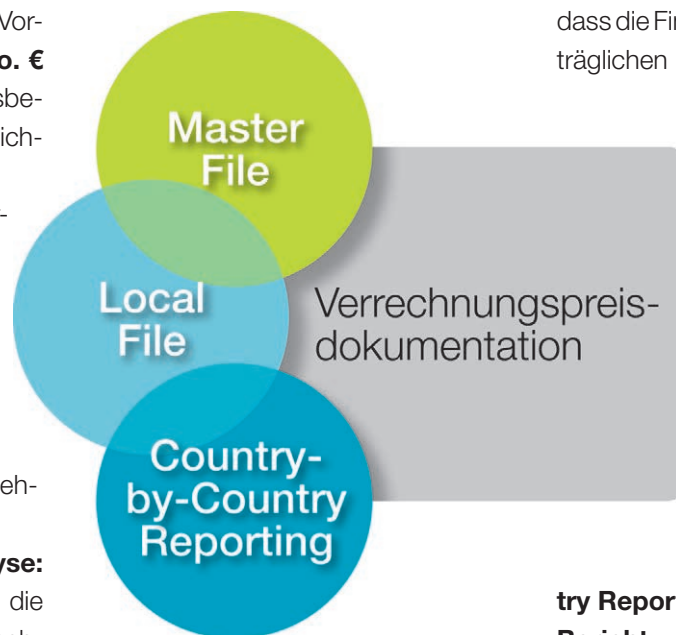 Vor-
o. €
sbe-
ich-
eh-
yse:
die
Master
File
Local
File
Country-
by-Country
Reporting
Verrechnungspreis-
dokumentation
dass die Fi
träglichen
try Repor